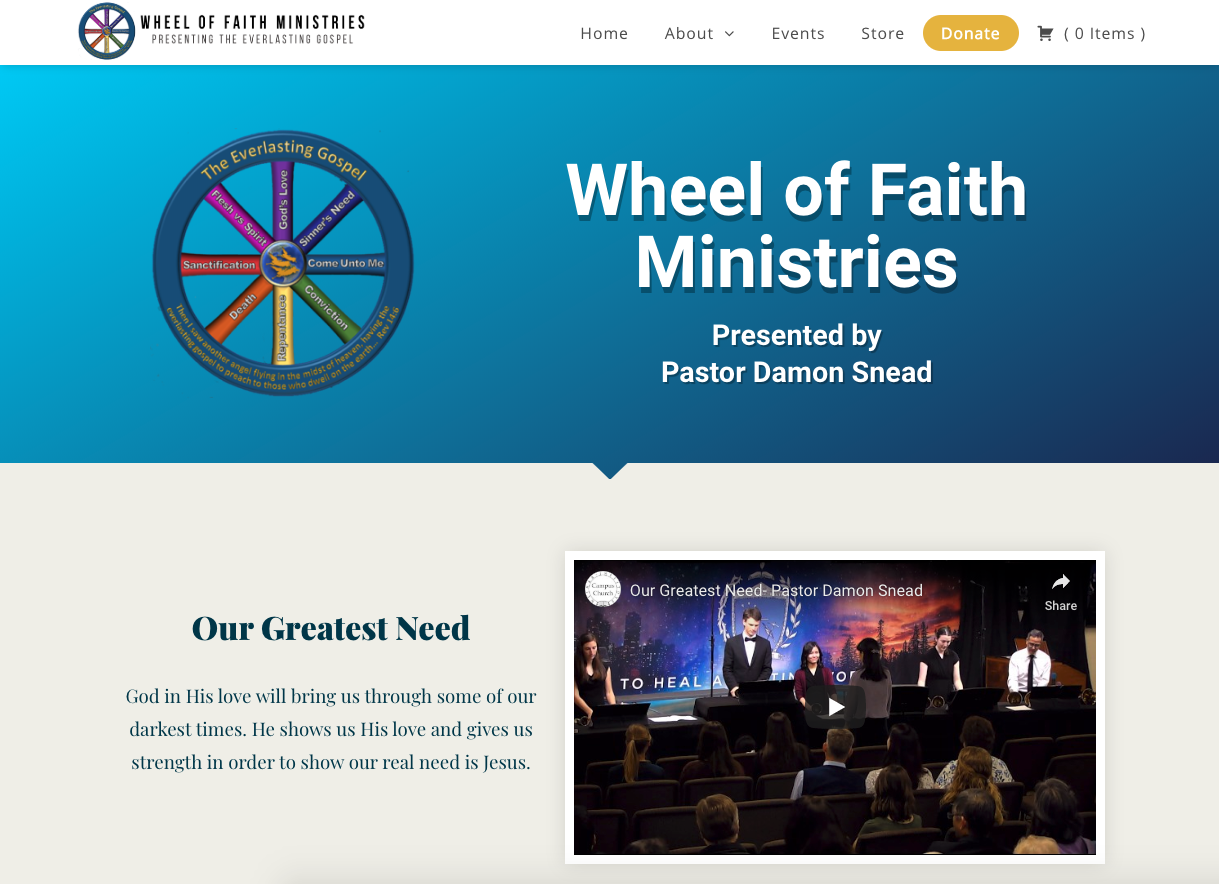 WHEEL OF FAITH MINISTRIES
PRESENTING THE EVERLASTING GOSPEL
Home
About
Events
Store
Donate
( 0 Items )
The Everlasting Gospel
God's Love
Sinner's Need
Come Unto Me
Conviction
Repentance
Death
Sanctification
Flesh vs Spirit
Then I saw another angel flying in the midst of heaven, having the
everlasting gospel to preach to those who dwell on the earth... Rev 14:6
Wheel of Faith
Ministries
Presented by
Pastor Damon Snead
Our Greatest Need
God in His love will bring us through some of our
darkest times. He shows us His love and gives us
strength in order to show our real need is Jesus.
Campus
Church
Our Greatest Need- Pastor Damon Snead
Share
TO HEAL A